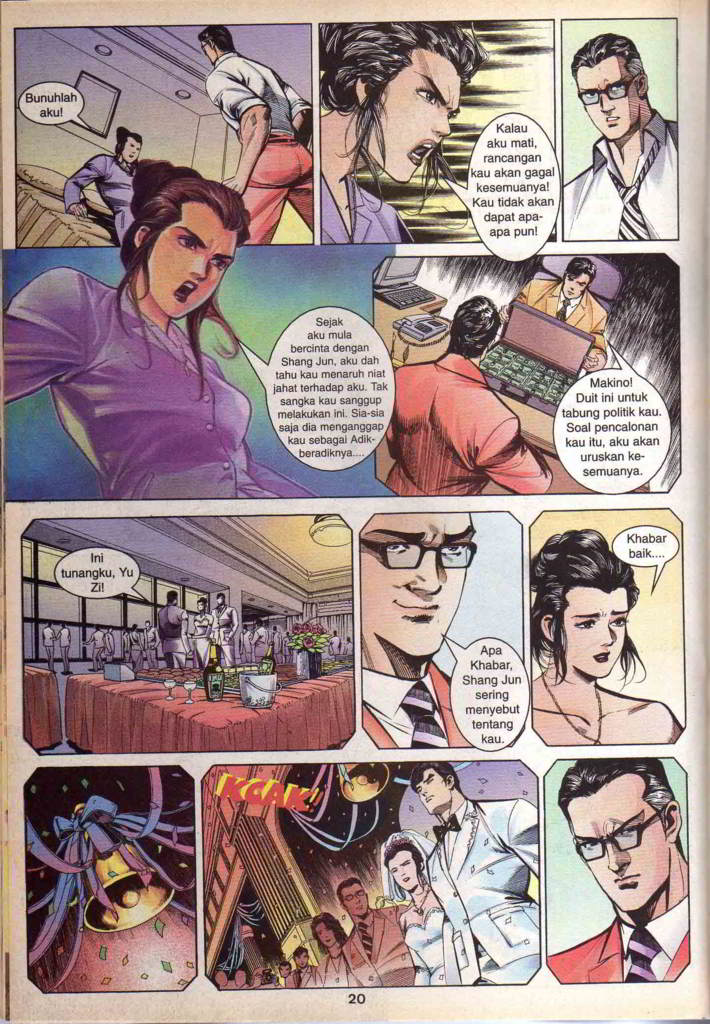 Bunuhlah
aku!
Kalau
aku mati,
rancangan
kau akan gagal
kesemuanya!
Kau tidak
akan
dapat apa-
apa pun!
Sejak
aku mula
bercinta dengan
Shang Jun, aku dah
tahu kau menaruh niat
jahat terhadap aku. Tak
sangka kau sanggup
melakukan ini. Sia-sia
saja dia menganggap
kau sebagai Adik-
beradiknya....
Makino!
Duit ini untuk
tabung politik kau.
Soal pencalonan
kau itu, aku akan
uruskan ke-
semuanya.
Ini
tunangku, Yu
Zi!
Apa
Khabar,
Shang Jun
sering
menyebut
tentang
kau.
Khabar
baik....
KCAK!
20